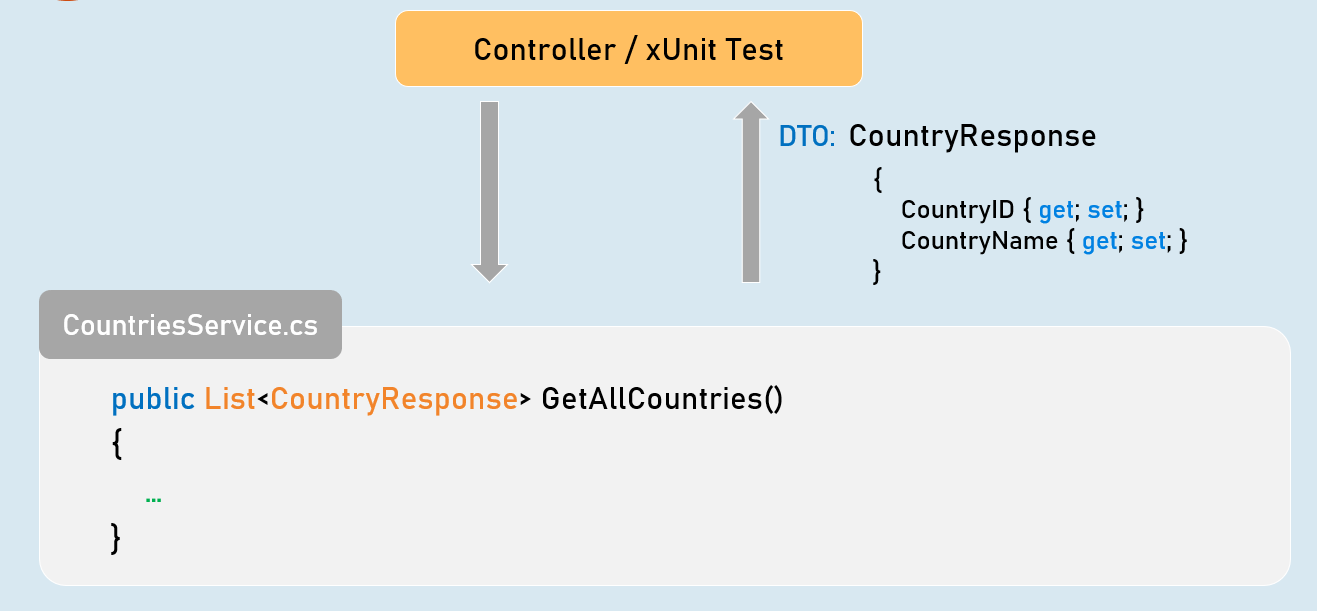 Controller / xUnit Test
DTO: CountryResponse
{
CountryID { get; set; }
CountryName { get; set; }
}
CountriesService.cs
public List<CountryResponse> GetAllCountries()
{
...
}